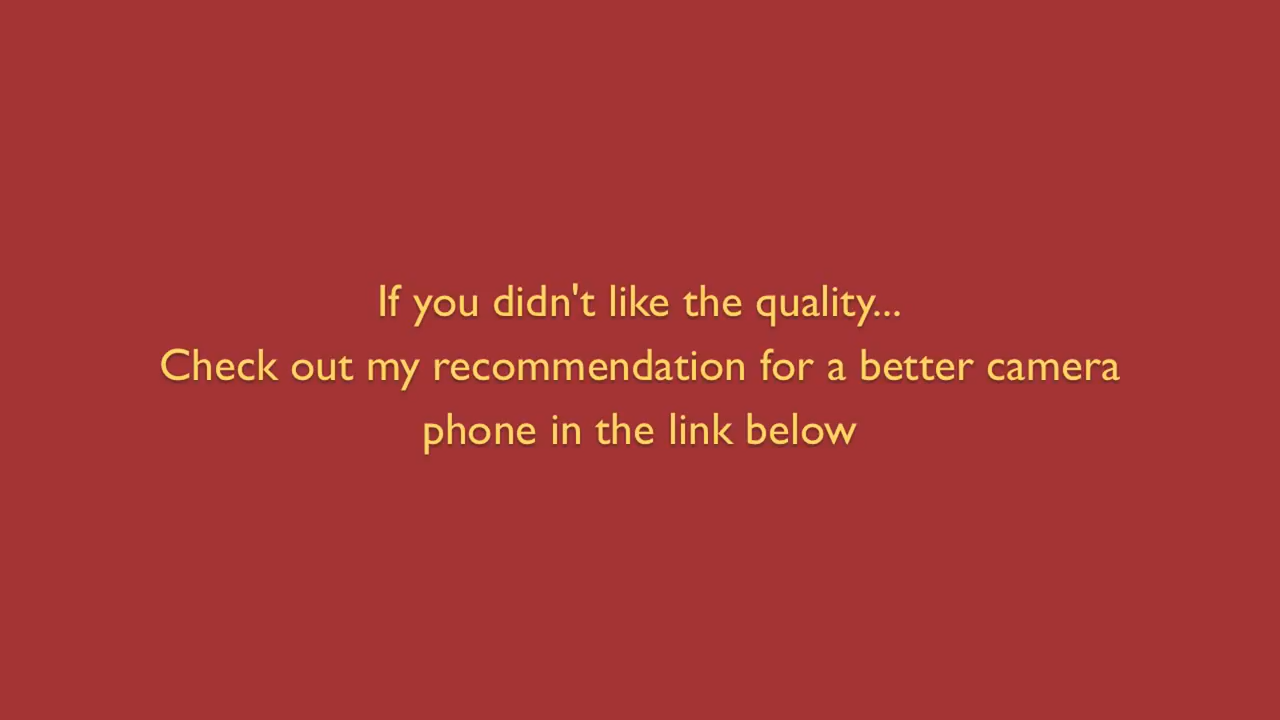 If you didn't like the quality...
Check out my recommendation for a better camera
phone in the link below